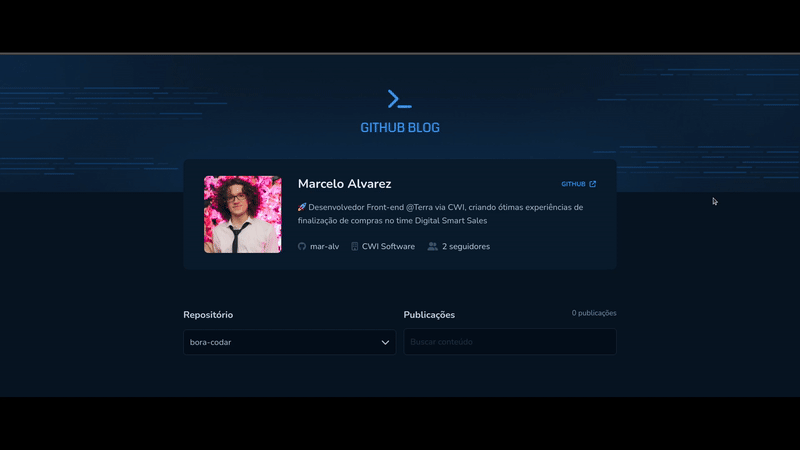 GITHUB BLOG
Marcelo Alvarez
GITHUB
🚀 Desenvolvedor Front-end @Terra via CWI, criando ótimas experiências de
finalização de compras no time Digital Smart Sales
mar-alv
CWI Software
2 seguidores
Repositório
Publicações
0 publicações
bora-codar
Buscar conteúdo